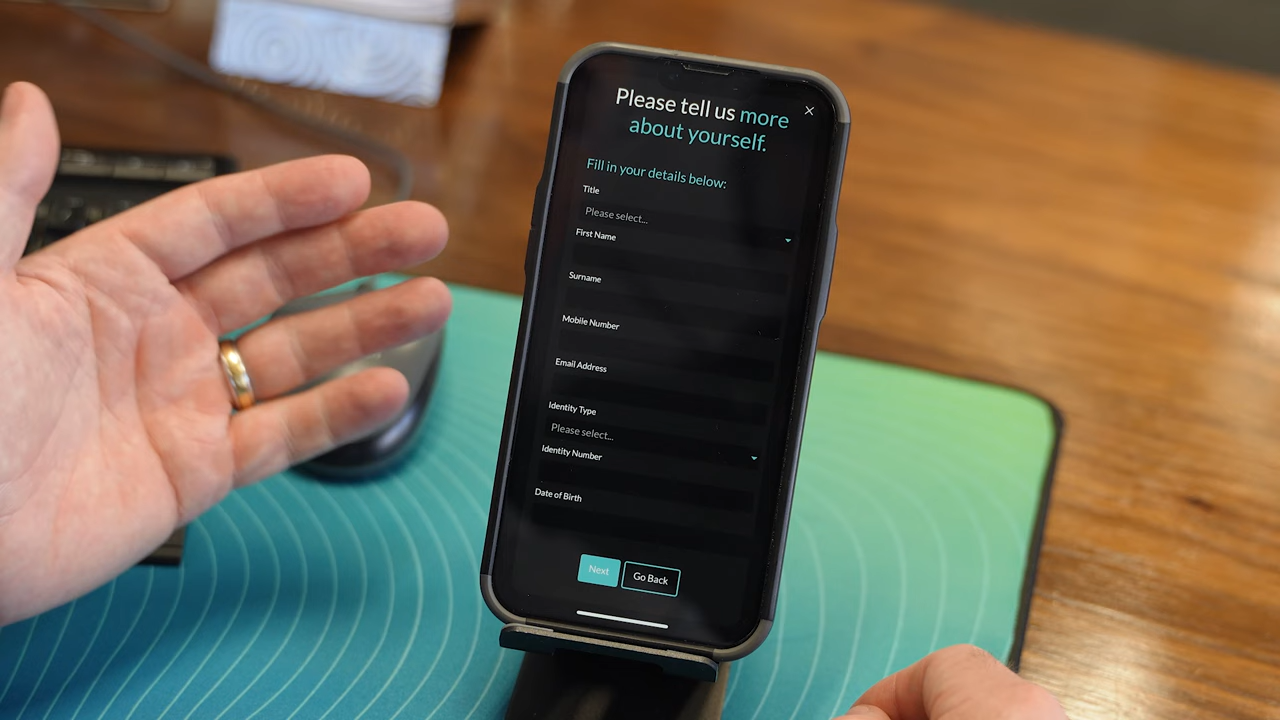 Please tell us more
about yourself.
Fill in your details below:
Title
Please select...
First Name
Surname
Mobile Number
Email Address
Identity Type
Please select...
Identity Number
Date of Birth
Next
Go Back